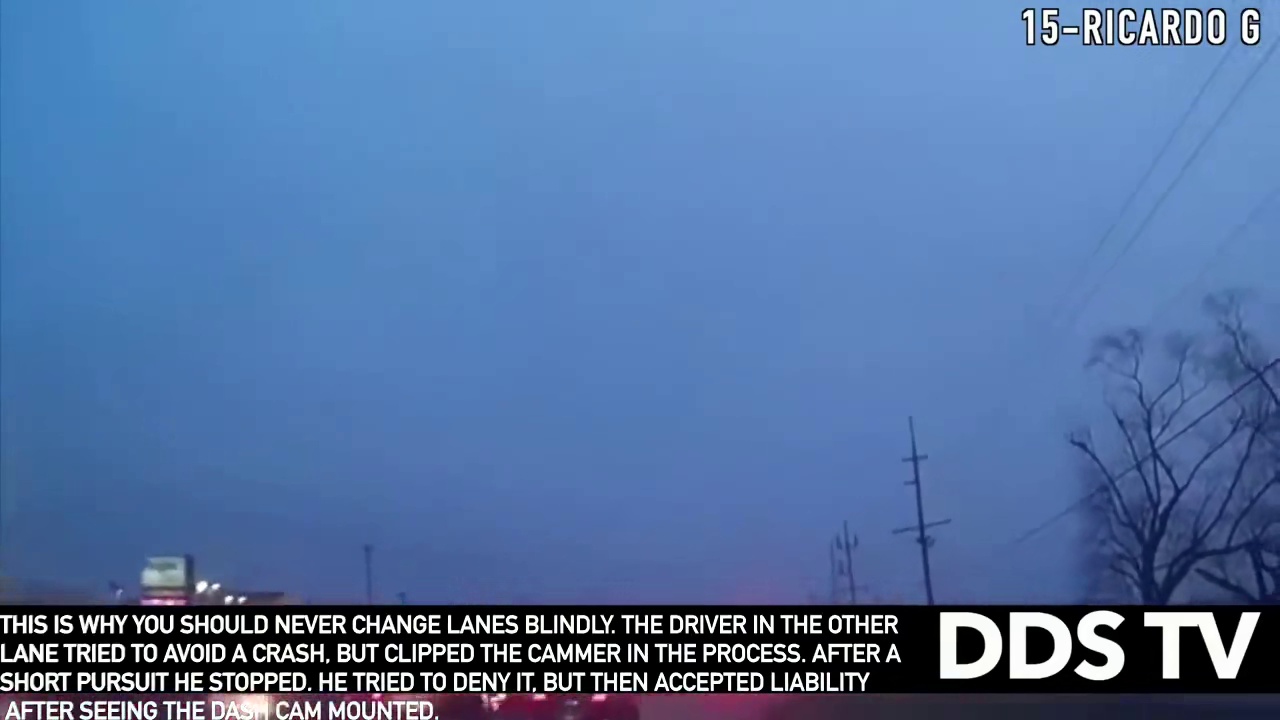 15-RICARDO G
THIS IS WHY YOU SHOULD NEVER CHANGE LANES BLINDLY. THE DRIVER IN THE OTHER
LANE TRIED TO AVOID A CRASH, BUT CLIPPED THE CAMMER IN THE PROCESS. AFTER A
SHORT PURSUIT HE STOPPED. HE TRIED TO DENY IT, BUT THEN ACCEPTED LIABILITY
AFTER SEEING THE DASH CAM MOUNTED.
DDS TV